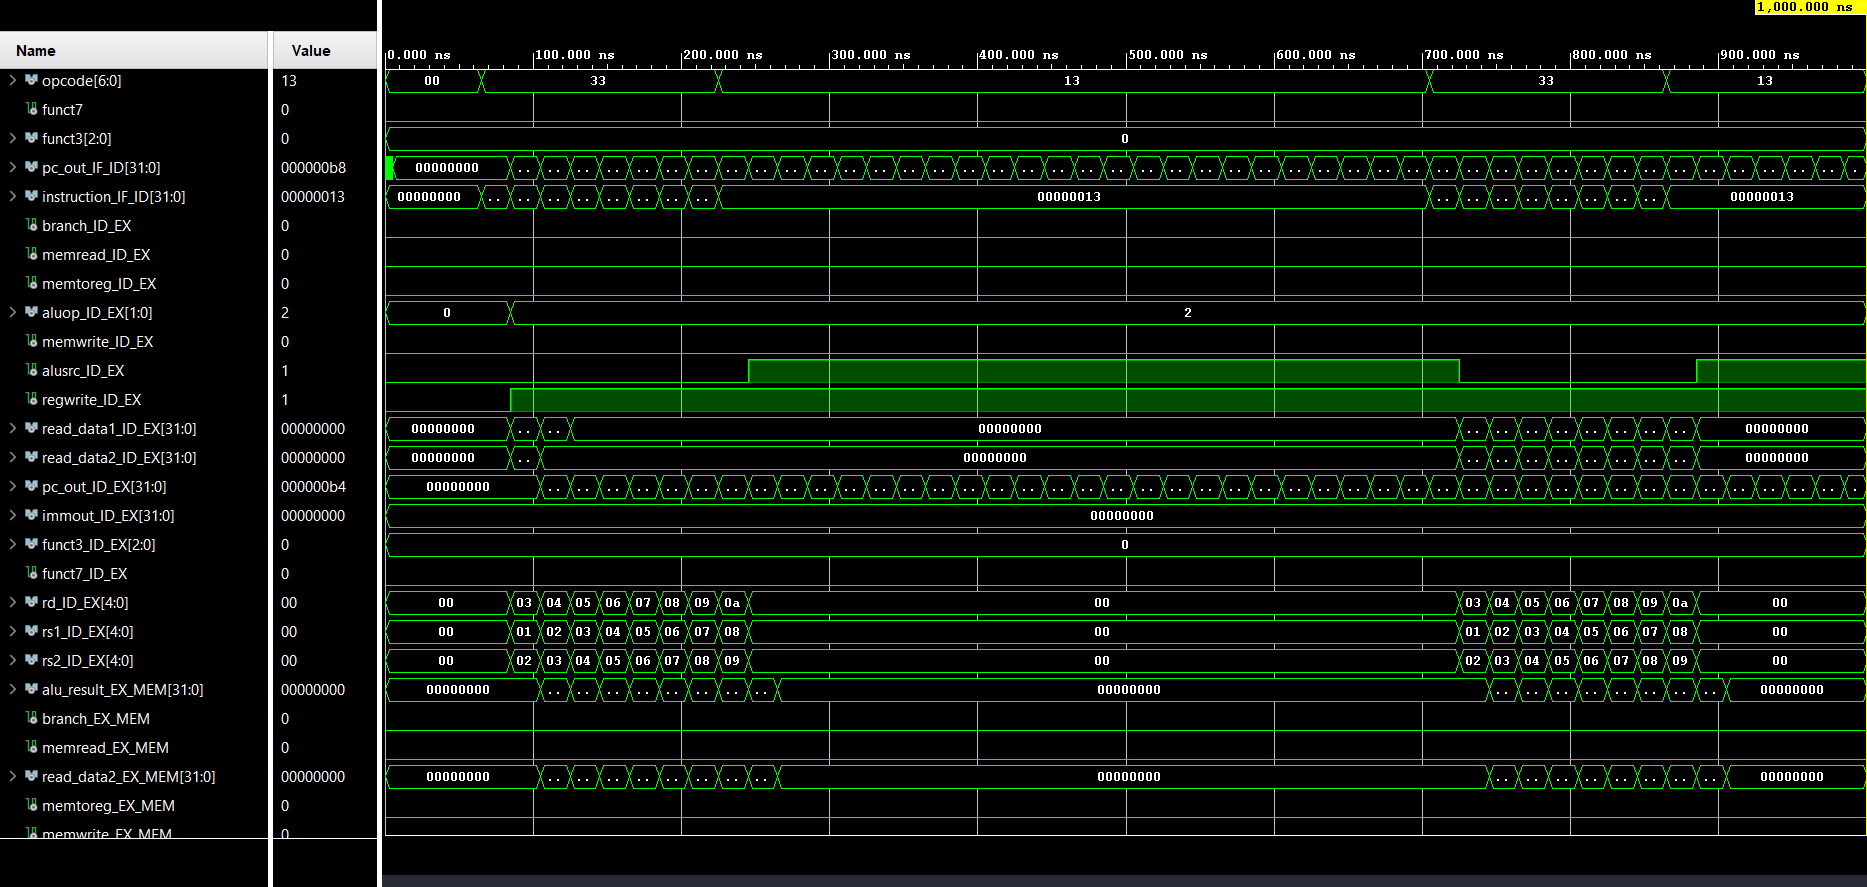 1,000.000 ns
Name Value
0.000 ns 100.000 ns 200.000 ns 300.000 ns 400.000 ns 500.000 ns 600.000 ns 700.000 ns 800.000 ns 900.000 ns
opcode[6:0] 13 00 33 13 33 13
funct7 0
funct3[2:0] 0 0
pc_out_IF_ID[31:0] 000000b8 00000000 .. .. .. .. .. .. .. .. .. .. .. .. .. .. .. .. .. .. .. .. .. .. .. .. .. .. .. .. .. .. .. .. .. .. .. .. .. .. .. .. .. .. .. .. .. .
instruction_IF_ID[31:0] 00000013 00000000 .. .. .. .. .. .. .. .. 00000013 .. .. .. .. .. .. .. .. 00000013
branch_ID_EX 0
memread_ID_EX 0
memtoreg_ID_EX 0
aluop_ID_EX[1:0] 2 0 2
memwrite_ID_EX 0
alusrc_ID_EX 1
regwrite_ID_EX 1
read_data1_ID_EX[31:0] 00000000 00000000 .. .. 00000000 .. .. .. .. .. .. .. .. 00000000
read_data2_ID_EX[31:0] 00000000 00000000 .. 00000000 .. .. .. .. .. .. .. .. 00000000
pc_out_ID_EX[31:0] 000000b4 00000000 .. .. .. .. .. .. .. .. .. .. .. .. .. .. .. .. .. .. .. .. .. .. .. .. .. .. .. .. .. .. .. .. .. .. .. .. .. .. .. .. .. .. .. .. .
immout_ID_EX[31:0] 00000000 00000000
funct3_ID_EX[2:0] 0 0
funct7_ID_EX 0
rd_ID_EX[4:0] 00 00 03 04 05 06 07 08 09 0a 00 03 04 05 06 07 08 09 0a 00
rs1_ID_EX[4:0] 00 00 01 02 03 04 05 06 07 08 00 01 02 03 04 05 06 07 08 00
rs2_ID_EX[4:0] 00 00 02 03 04 05 06 07 08 09 00 02 03 04 05 06 07 08 09 00
alu_result_EX_MEM[31:0] 00000000 00000000 .. .. .. .. .. .. .. .. 00000000 .. .. .. .. .. .. .. .. 00000000
branch_EX_MEM 0
memread_EX_MEM 0
read_data2_EX_MEM[31:0] 00000000 00000000 .. .. .. .. .. .. .. .. 00000000 .. .. .. .. .. .. .. .. 00000000
memtoreg_EX_MEM 0
memwrite_EX_MEM 0